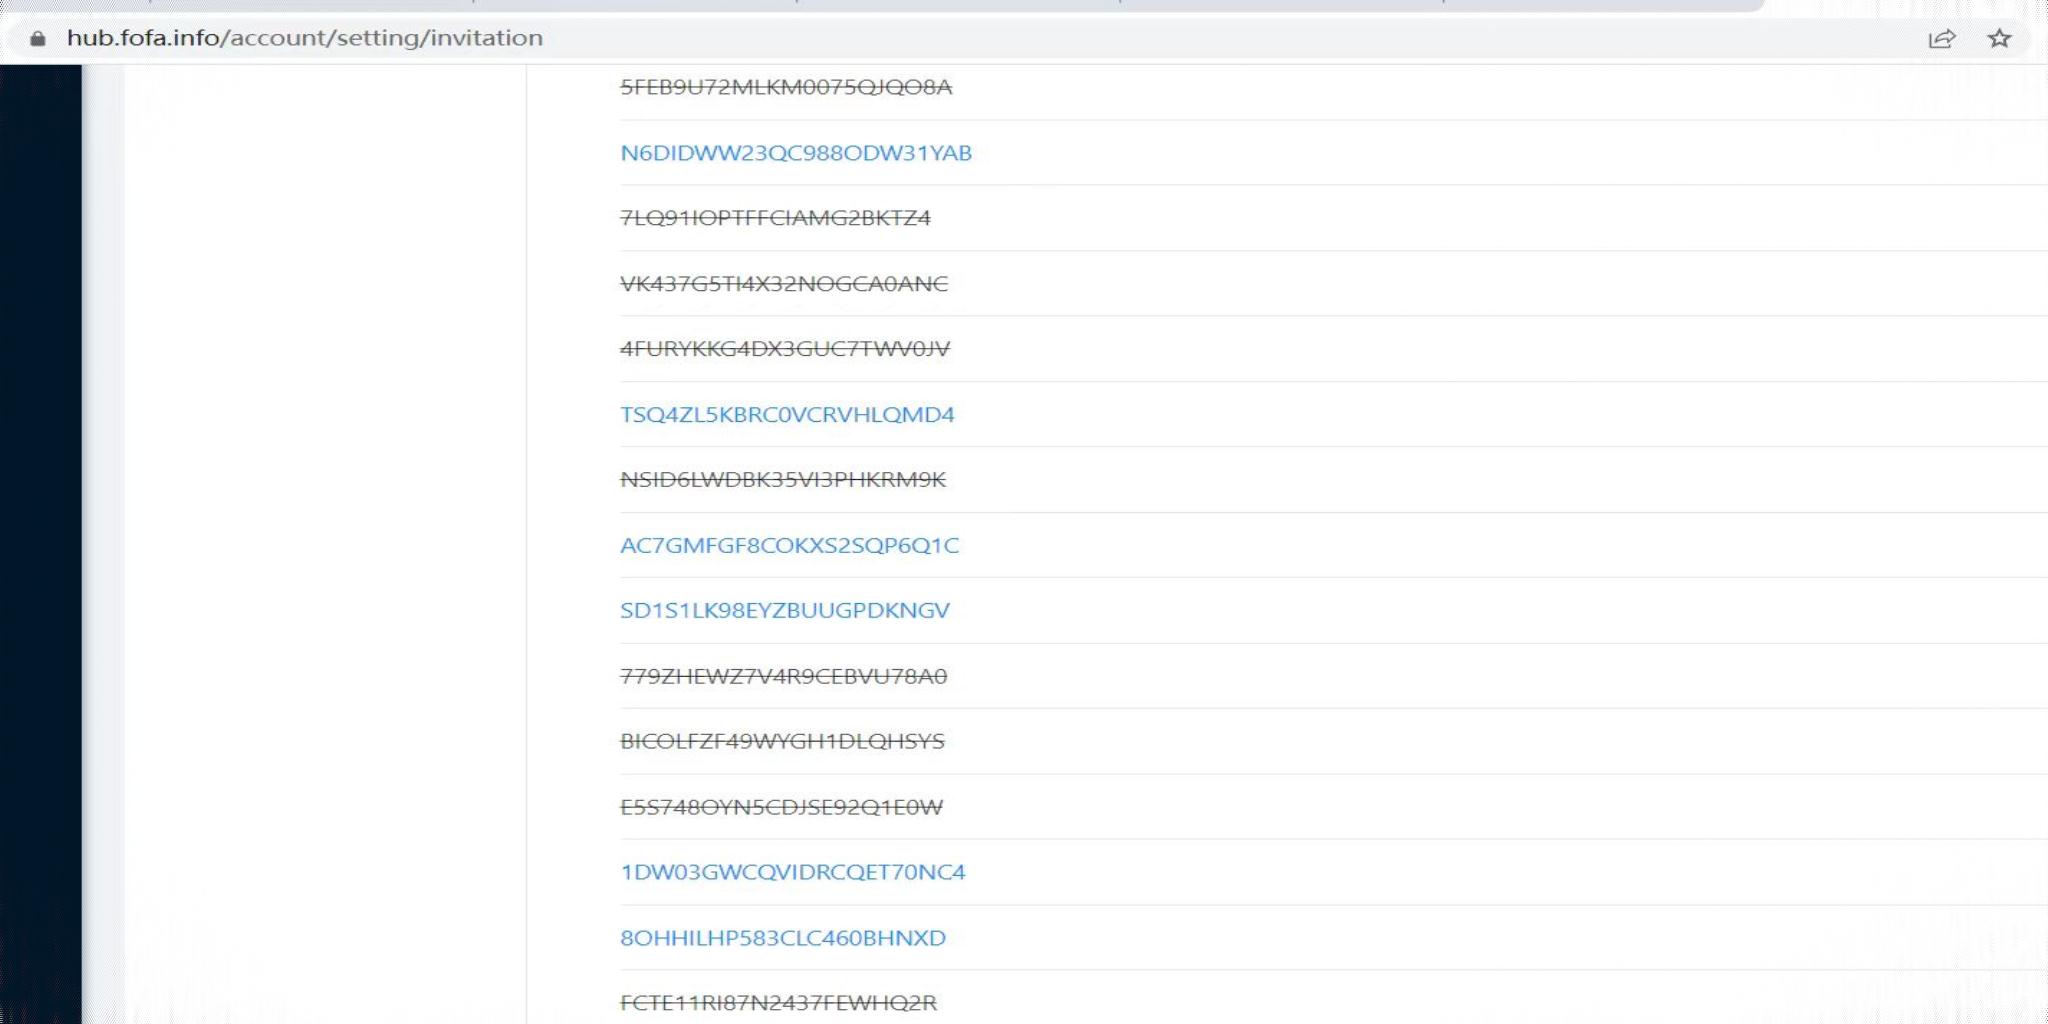 hub.fofa.info/account/setting/invitation
5FEB9U72MLKM0075QJQO8A
N6DIDWW23QC988ODW31YAB
7LQ91IOPTFFCIAMG2BKTZ4
VK437G5TI4X32NOGCA0ANC
4FURYKKG4DX3GUC7TWV0JV
TSQ4ZL5KBRC0VCRVHLQMD4
NSID6LWDBK35VI3PHKRM9K
AC7GMFGF8COKXS2SQP6Q1C
SD1S1LK98EYZBUUGPDKNGV
779ZHEWZ7V4R9CEBVU78A0
BICOLFZF49WYGH1DLQHSYS
E5S748OYN5CDJSE92Q1E0W
1DW03GWCQVIDRCQET70NC4
8OHHILHP583CLC460BHNXD
FCTE11RI87N2437FEWHQ2R